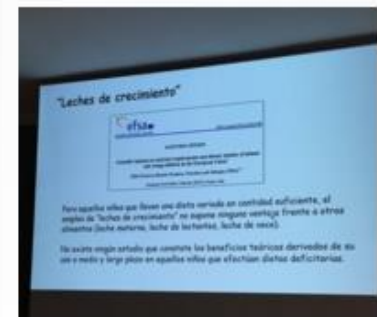 "Leches de crecimiento"
efsa
SCIENTIFIC OPINION
Para aquellos niños que lleven una dieta variada en cantidad suficiente, el
empleo de "leches de crecimiento" no supone ninguna ventaja frente a otros
alimentos (leche materna, leche de lactantes, leche de vaca).
No existe ningún estudio que constate los beneficios teóricos derivados de su
uso a medio y largo plazo en aquellos niños que efectúan dietas deficitarias.